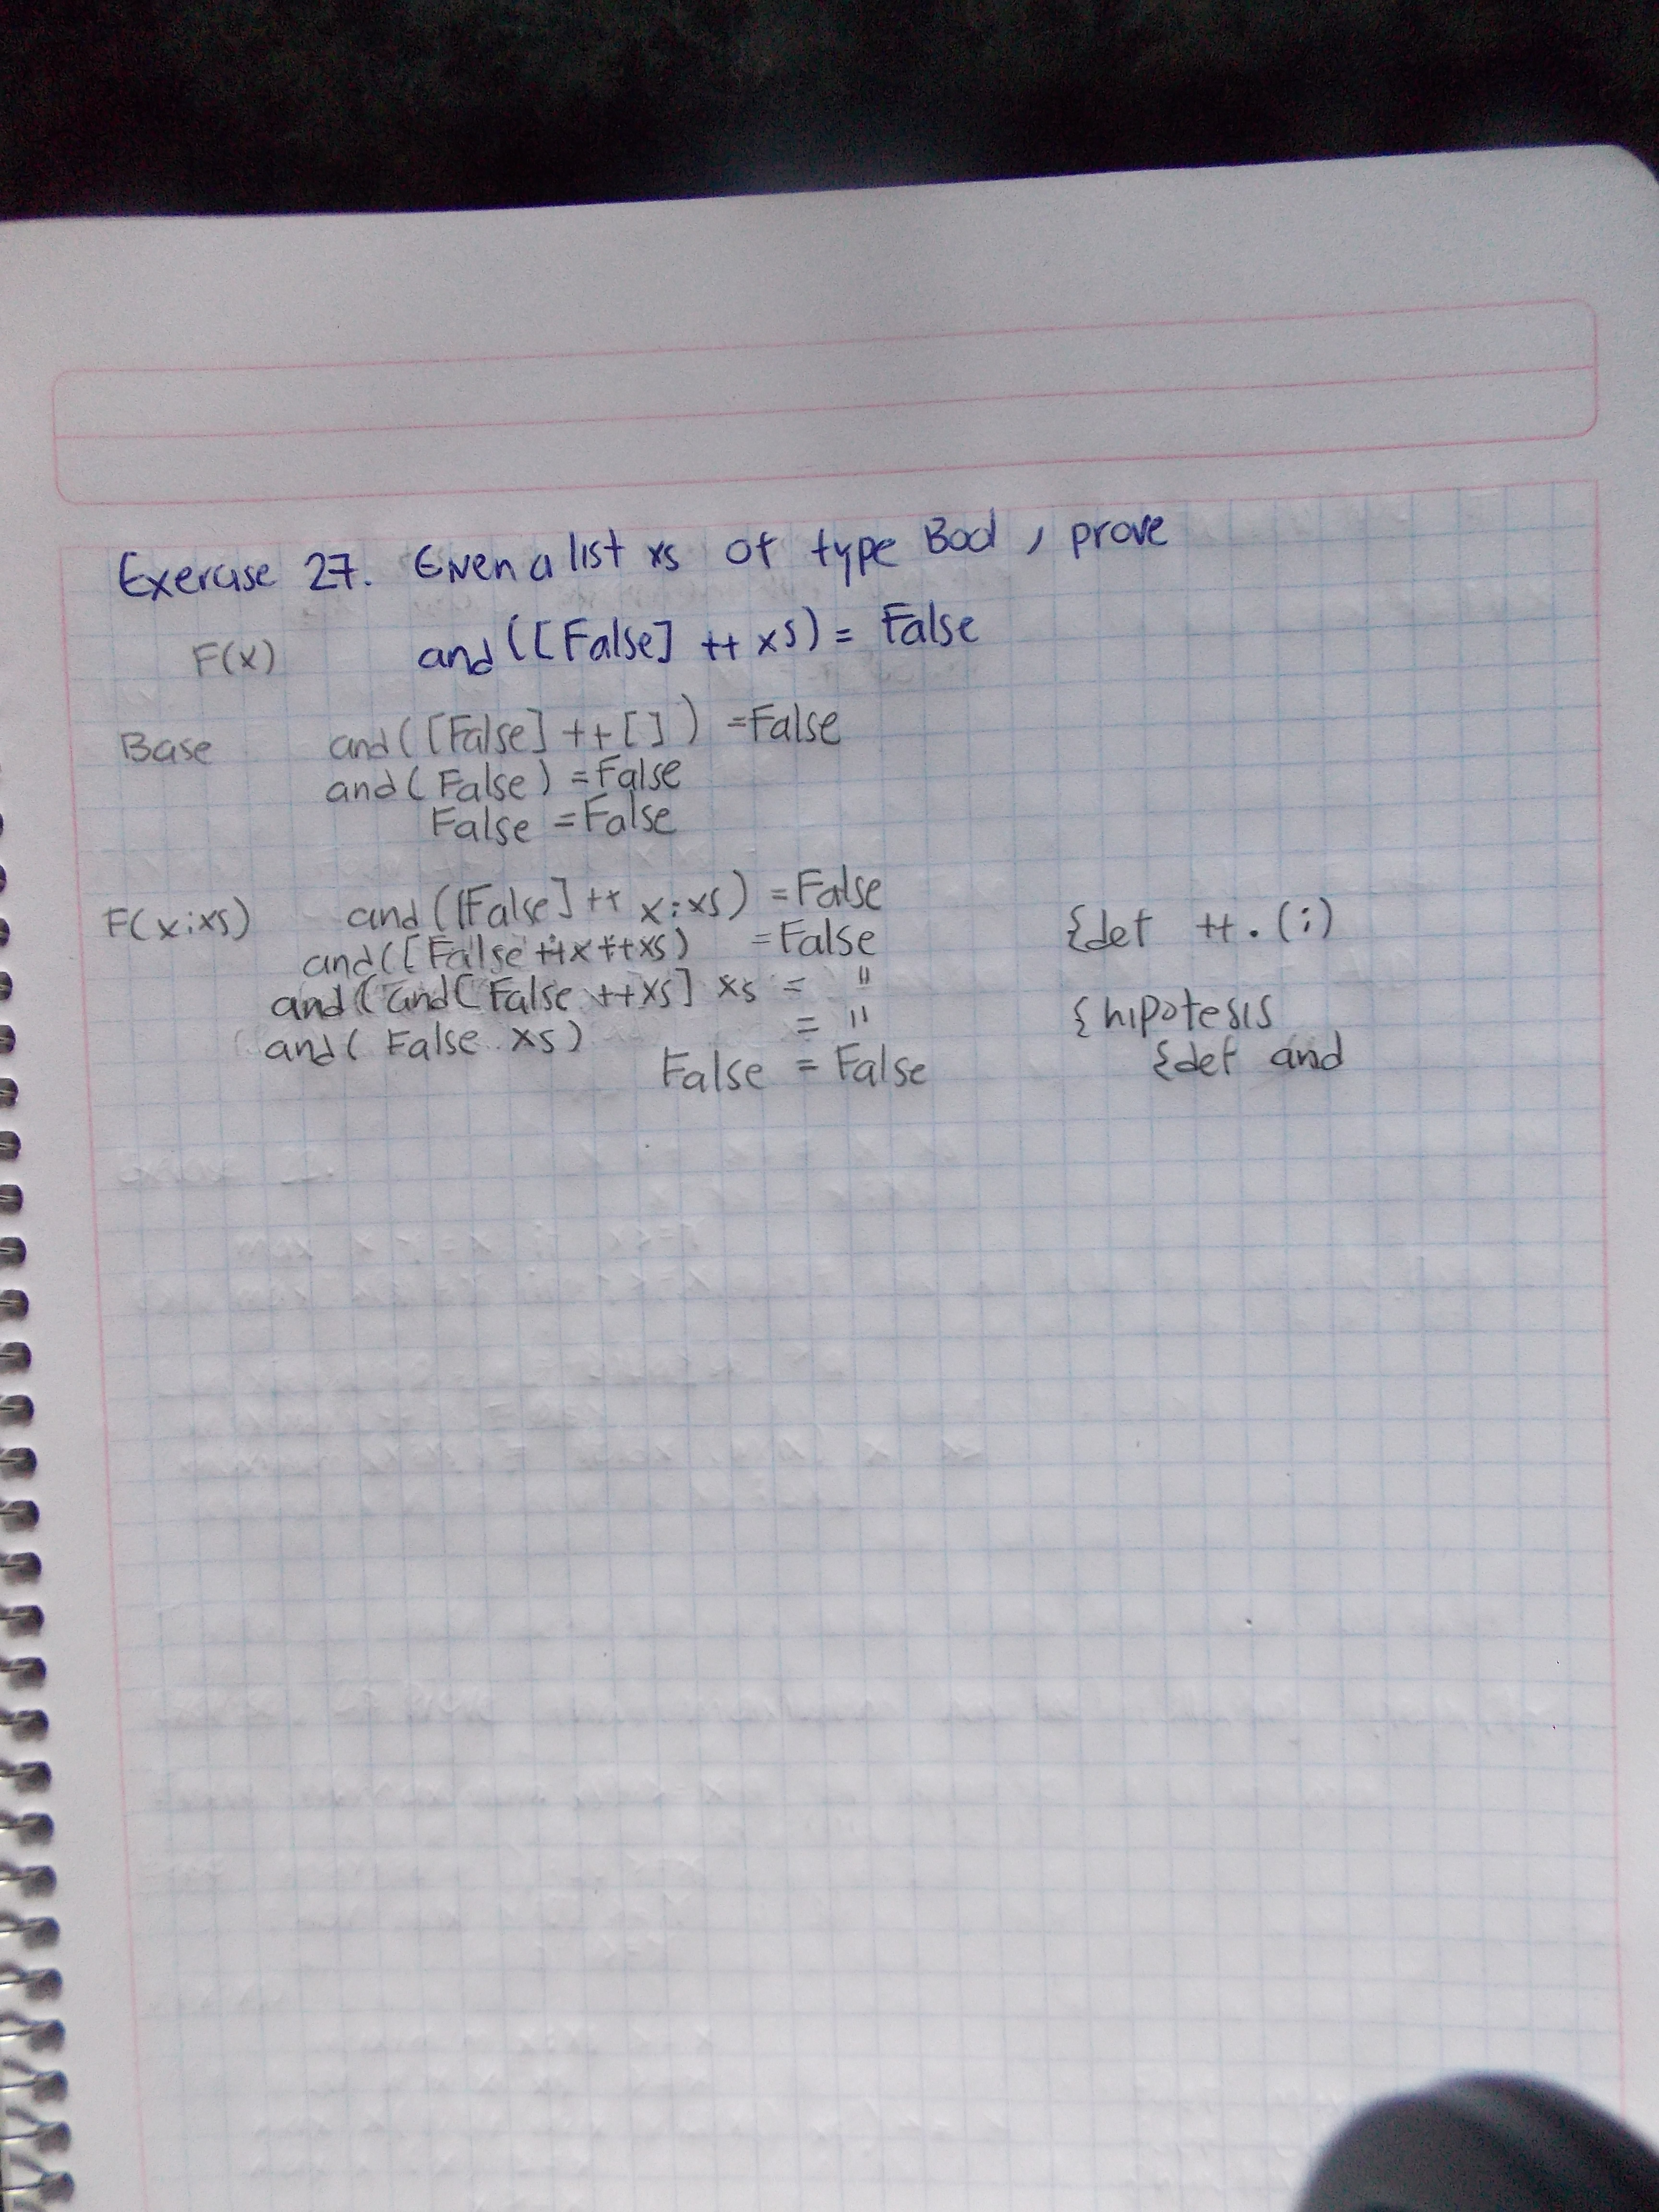 Exercise 27. Given a list xs of type Bool, prove
F(x) and([False] ++ xs) = False
Base and([False] ++ []) =False
and(False) =False
False =False
F(x:xs) and([False] ++ x:xs) =False
and([False ++x ++xs) =False {def ++.(:)
and(and(False ++xs] xs = "
and(False xs) = " {hipotesis
False = False {def and